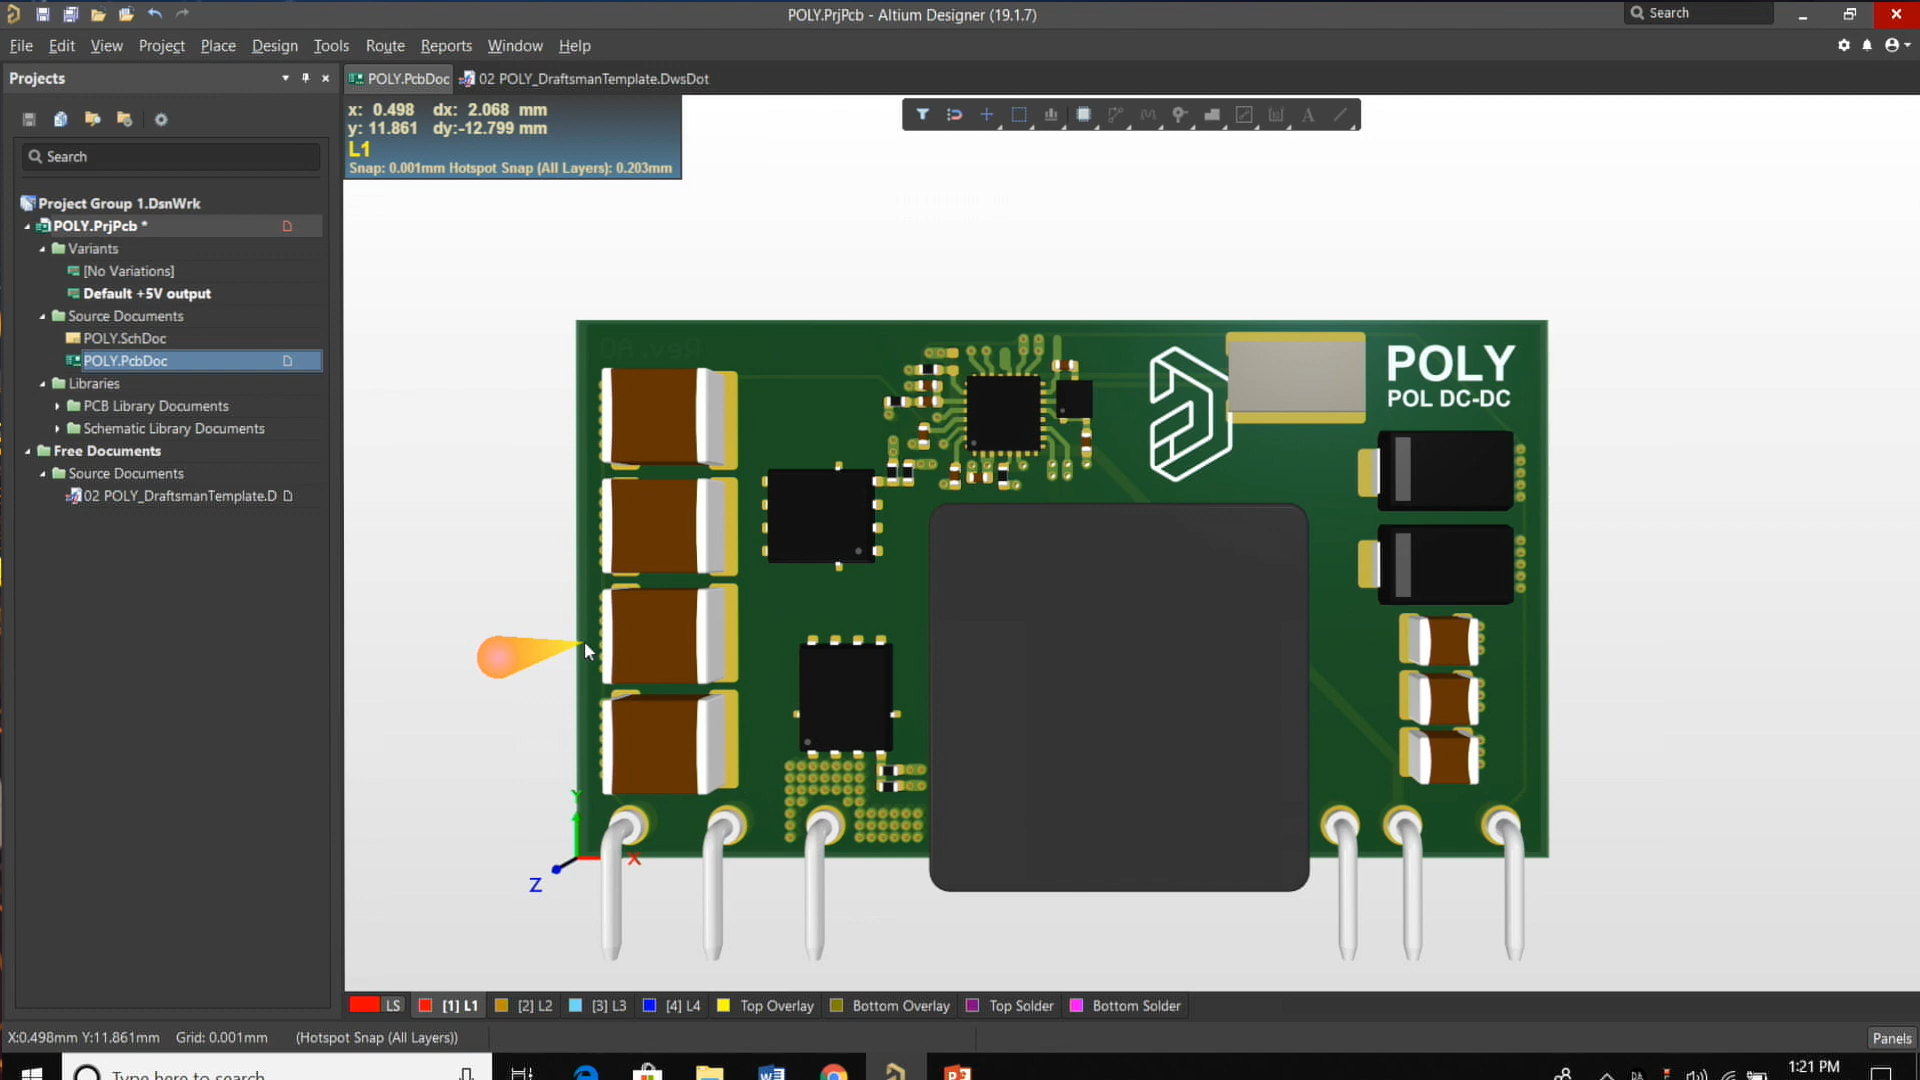 POLY.PrjPcb - Altium Designer (19.1.7)
Search
File Edit View Project Place Design Tools Route Reports Window Help
Projects
POLY.PcbDoc
02 POLY_DraftsmanTemplate.DwsDot
x: 0.498 dx: 2.068 mm
y: 11.861 dy:-12.799 mm
L1
Snap: 0.001mm Hotspot Snap (All Layers): 0.203mm
Search
Project Group 1.DsnWrk
POLY.PrjPcb *
Variants
[No Variations]
Default +5V output
Source Documents
POLY.SchDoc
POLY.PcbDoc
Libraries
PCB Library Documents
Schematic Library Documents
Free Documents
Source Documents
02 POLY_DraftsmanTemplate.D
Rev.A0
POLY
POL DC-DC
Y
X
Z
LS [1] L1 [2] L2 [3] L3 [4] L4 Top Overlay Bottom Overlay Top Solder Bottom Solder
X:0.498mm Y:11.861mm Grid: 0.001mm (Hotspot Snap (All Layers))
Panels
Type here to search
1:21 PM